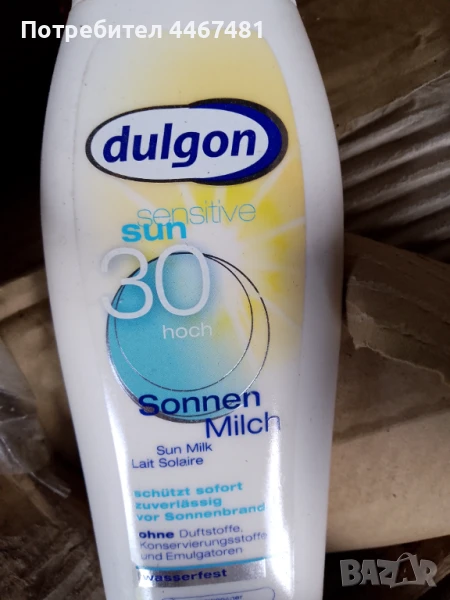 Потребител 4467481
dulgon
sensitive
sun
30
hoch
Sonnen
Milch
Sun Milk
Lait Solaire
schützt sofort
zuverlässig
vor Sonnenbrand
ohne Duftstoffe,
Konservierungsstoffe
und Emulgatoren
wasserfest
BAZAR